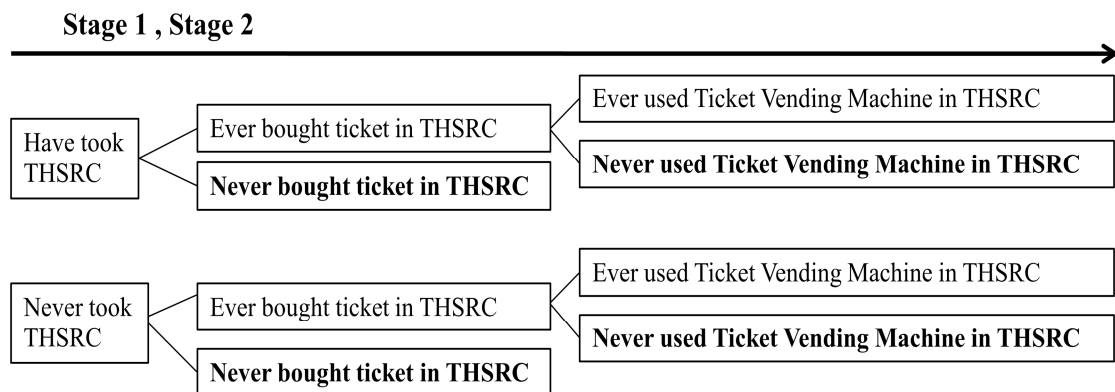 Stage 1 , Stage 2
Ever used Ticket Vending Machine in THSRC
Have took
THSRC
Ever bought ticket in THSRC
Never used Ticket Vending Machine in THSRC
Never bought ticket in THSRC
Ever used Ticket Vending Machine in THSRC
Never took
THSRC
Ever bought ticket in THSRC
Never used Ticket Vending Machine in THSRC
Never bought ticket in THSRC